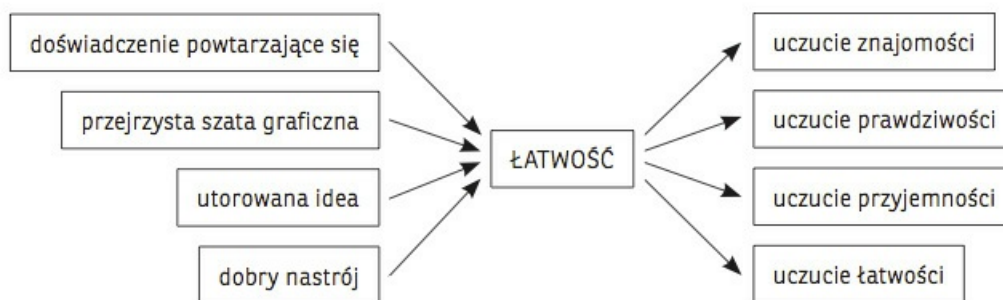 doświadczenie powtarzające się
przejrzysta szata graficzna
utorowana idea
dobry nastrój
ŁATWOŚĆ
uczucie znajomości
uczucie prawdziwości
uczucie przyjemności
uczucie łatwości